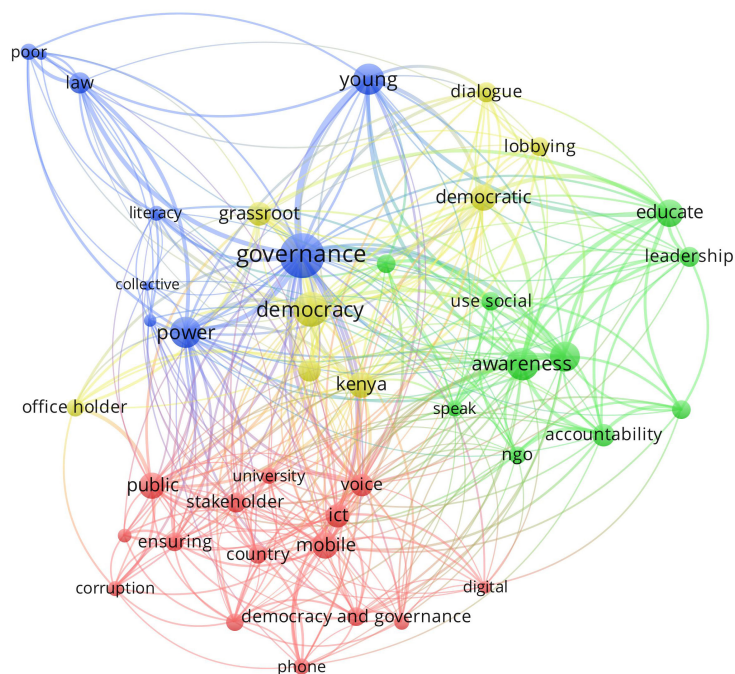 poor
law
young
dialogue
lobbying
literacy
grassroot
democratic
educate
governance
leadership
collective
democracy
use social
power
awareness
kenya
office holder
speak
accountability
ngo
public
university
voice
stakeholder
ict
ensuring
country
mobile
corruption
digital
democracy and governance
phone